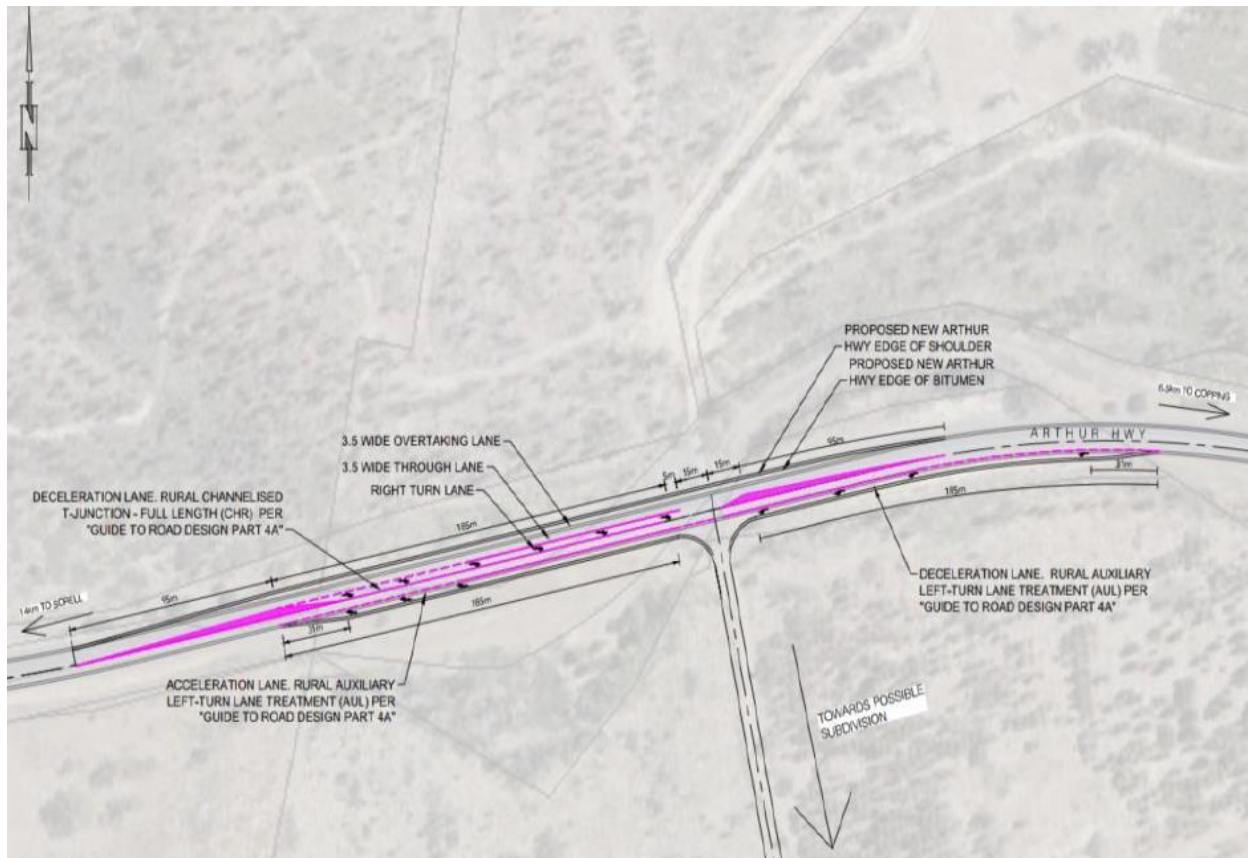 N
PROPOSED NEW ARTHUR
HWY EDGE OF SHOULDER
PROPOSED NEW ARTHUR
HWY EDGE OF BITUMEN
6.5km TO COPPING
ARTHUR HWY
95m
15m
15m
5m
3.5 WIDE OVERTAKING LANE
3.5 WIDE THROUGH LANE
RIGHT TURN LANE
DECELERATION LANE. RURAL CHANNELISED
T-JUNCTION - FULL LENGTH (CHR) PER
"GUIDE TO ROAD DESIGN PART 4A"
185m
31m
185m
DECELERATION LANE. RURAL AUXILIARY
LEFT-TURN LANE TREATMENT (AUL) PER
"GUIDE TO ROAD DESIGN PART 4A"
14km TO SORELL
95m
31m
185m
ACCELERATION LANE. RURAL AUXILIARY
LEFT-TURN LANE TREATMENT (AUL) PER
"GUIDE TO ROAD DESIGN PART 4A"
TOWARDS POSSIBLE
SUBDIVISION